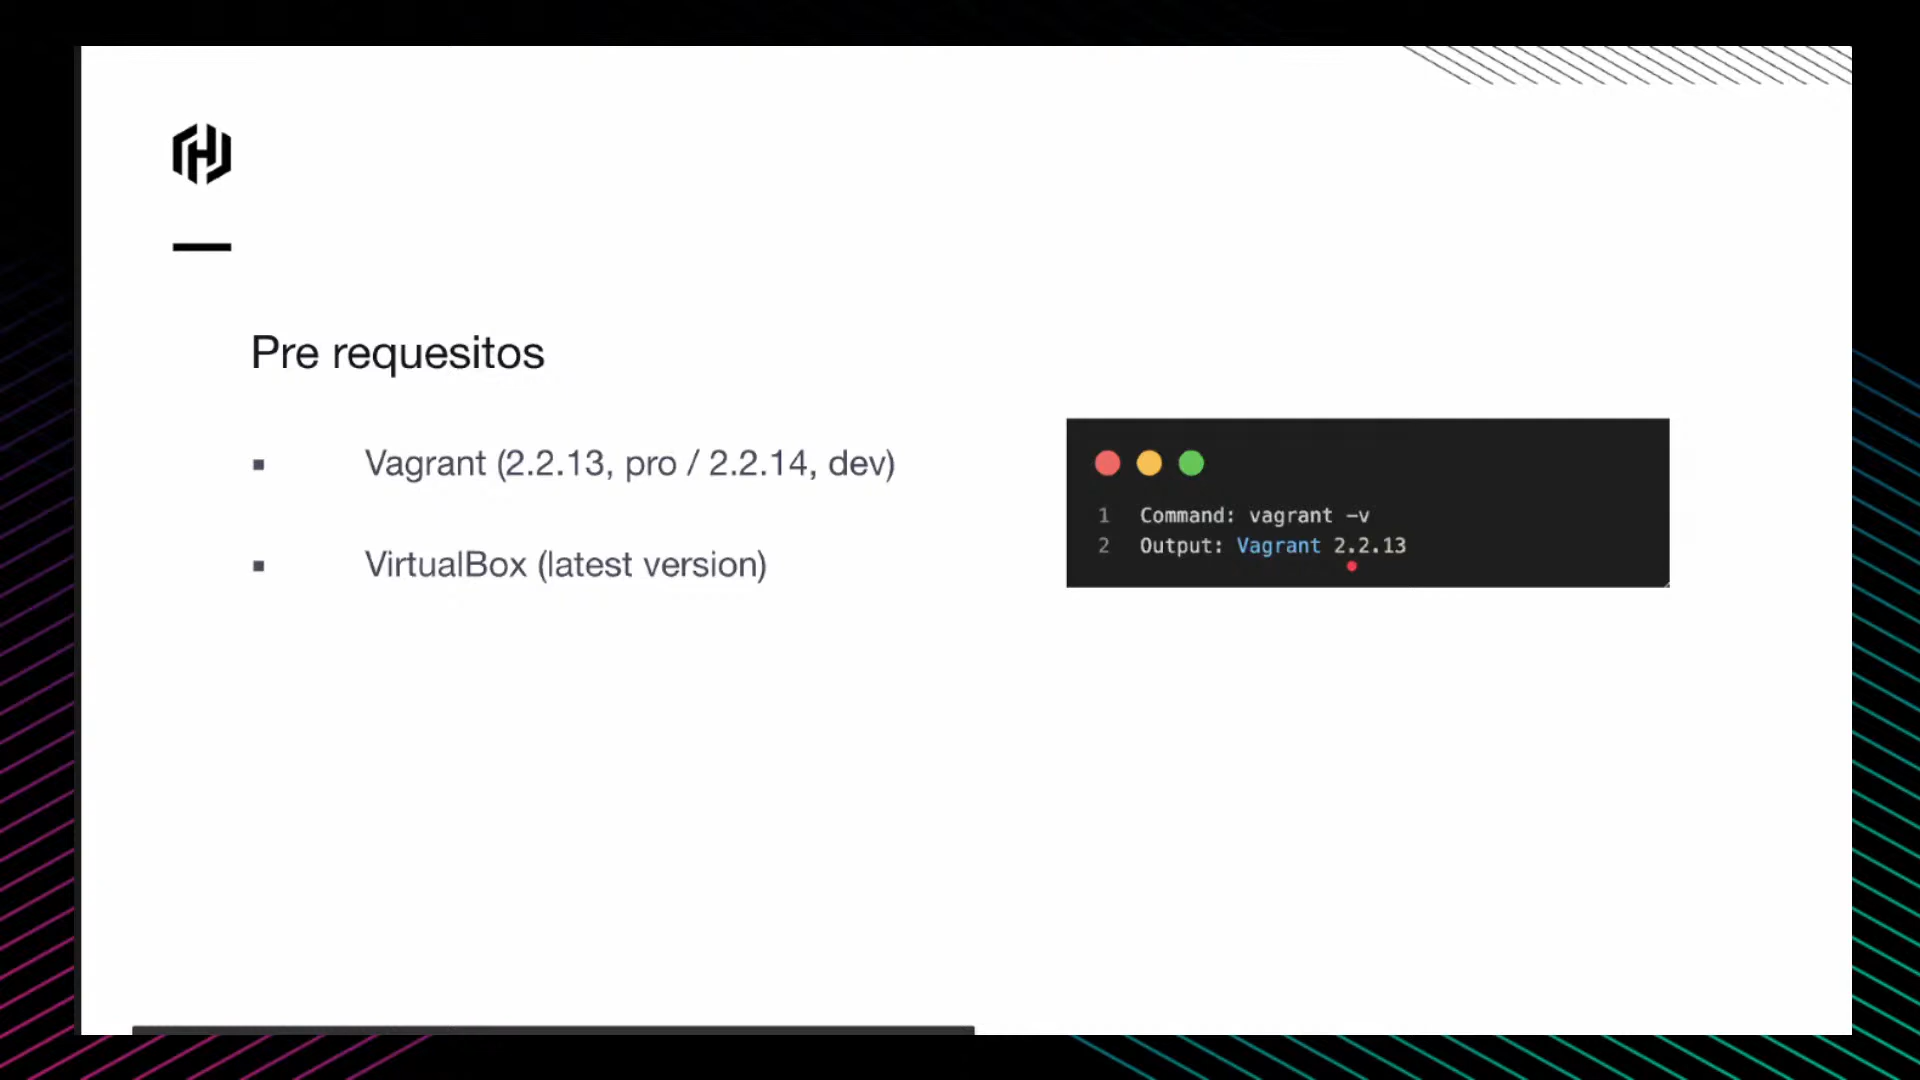 Pre requesitos
▪ Vagrant (2.2.13, pro / 2.2.14, dev)
▪ VirtualBox (latest version)
1 Command: vagrant -v
2 Output: Vagrant 2.2.13